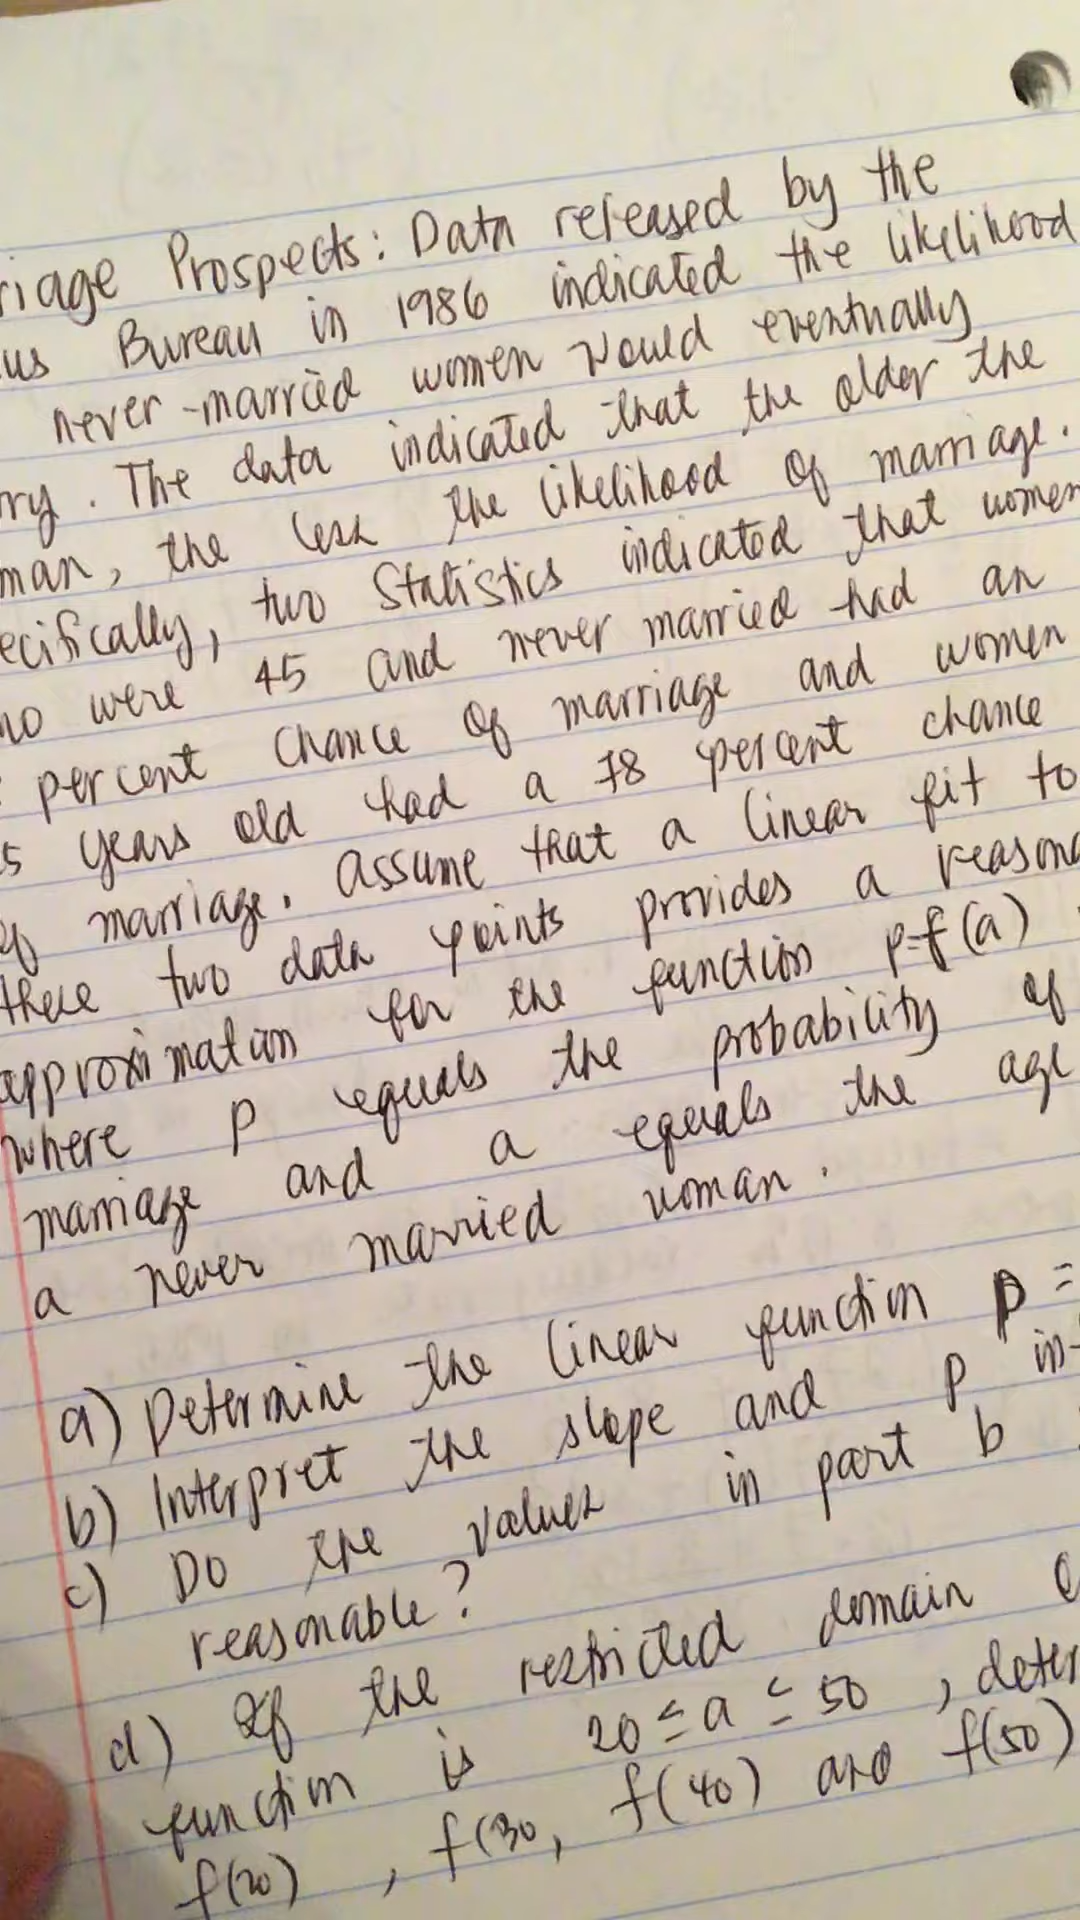 riage Prospects: Data released by the
us Bureau in 1986 indicated the likelihood
never-married women would eventually
ry. The data indicated that the older the
man, the less the likelihood of marriage.
ecifically, two statistics indicated that women
ho were 45 and never married had an
percent chance of marriage and women
5 years old had a 78 percent chance
of marriage. Assume that a linear fit to
these two data points provides a reasona
approximation for the function p=f(a)
where p equals the probability of
marriage and a equals the age
a never married woman.
a) Determine the linear function p =
b) Interpret the slope and p in
c) Do the values in part b
reasonable?
d) If the restricted domain
function is 20 ≤ a ≤ 50, deter
f(20), f(30, f(40) and f(50)